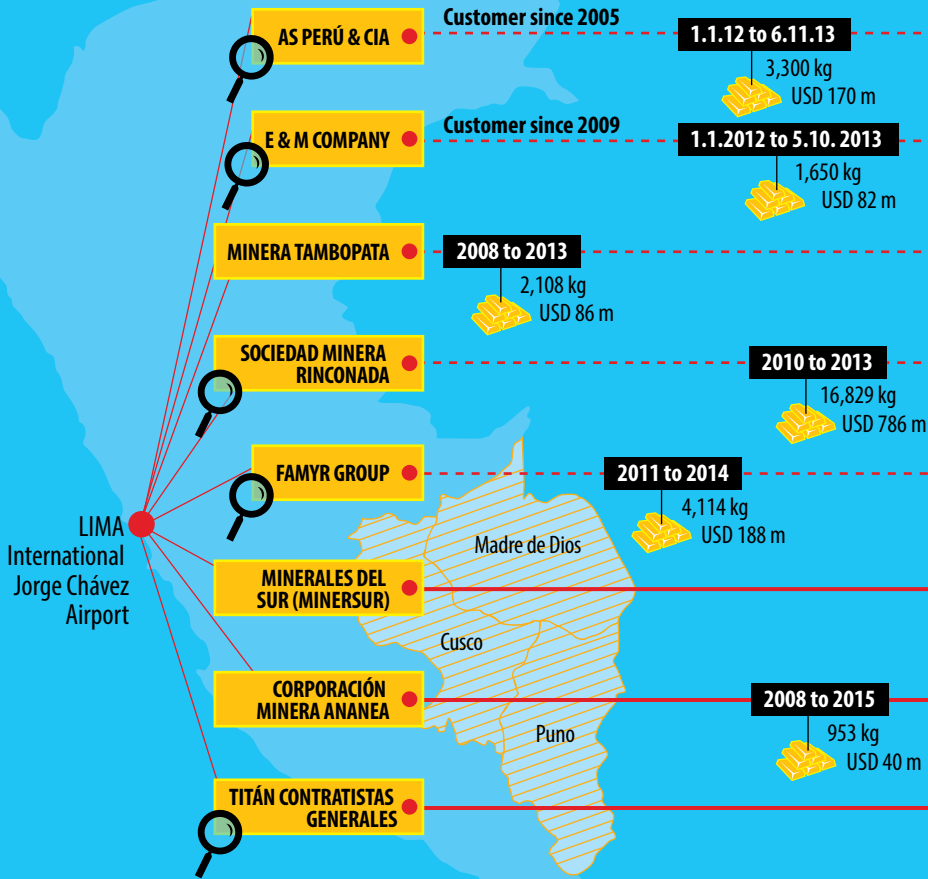 AS PERÚ & CIA
Customer since 2005
1.1.12 to 6.11.13
3,300 kg
USD 170 m
E & M COMPANY
Customer since 2009
1.1.2012 to 5.10. 2013
1,650 kg
USD 82 m
MINERA TAMBOPATA
2008 to 2013
2,108 kg
USD 86 m
SOCIEDAD MINERA
RINCONADA
2010 to 2013
16,829 kg
USD 786 m
FAMYR GROUP
2011 to 2014
4,114 kg
USD 188 m
LIMA
International
Jorge Chávez
Airport
Madre de Dios
MINERALES DEL
SUR (MINERSUR)
Cusco
CORPORACIÓN
MINERA ANANEA
2008 to 2015
953 kg
USD 40 m
Puno
TITÁN CONTRATISTAS
GENERALES